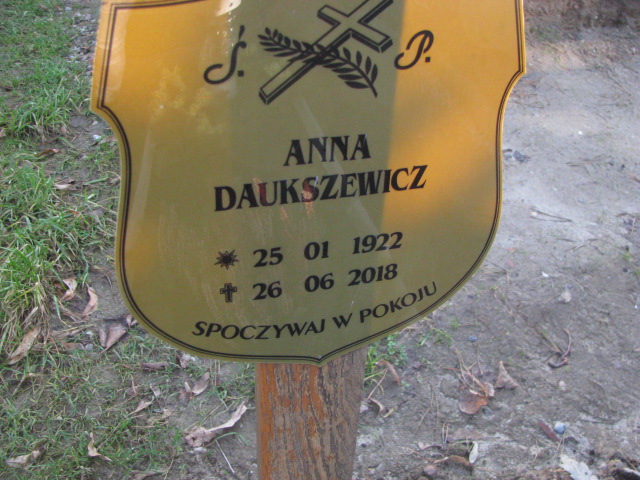 Ś. P.
ANNA
DAUKSZEWICZ
25 01 1922
26 06 2018
SPOCZYWAJ W POKOJU